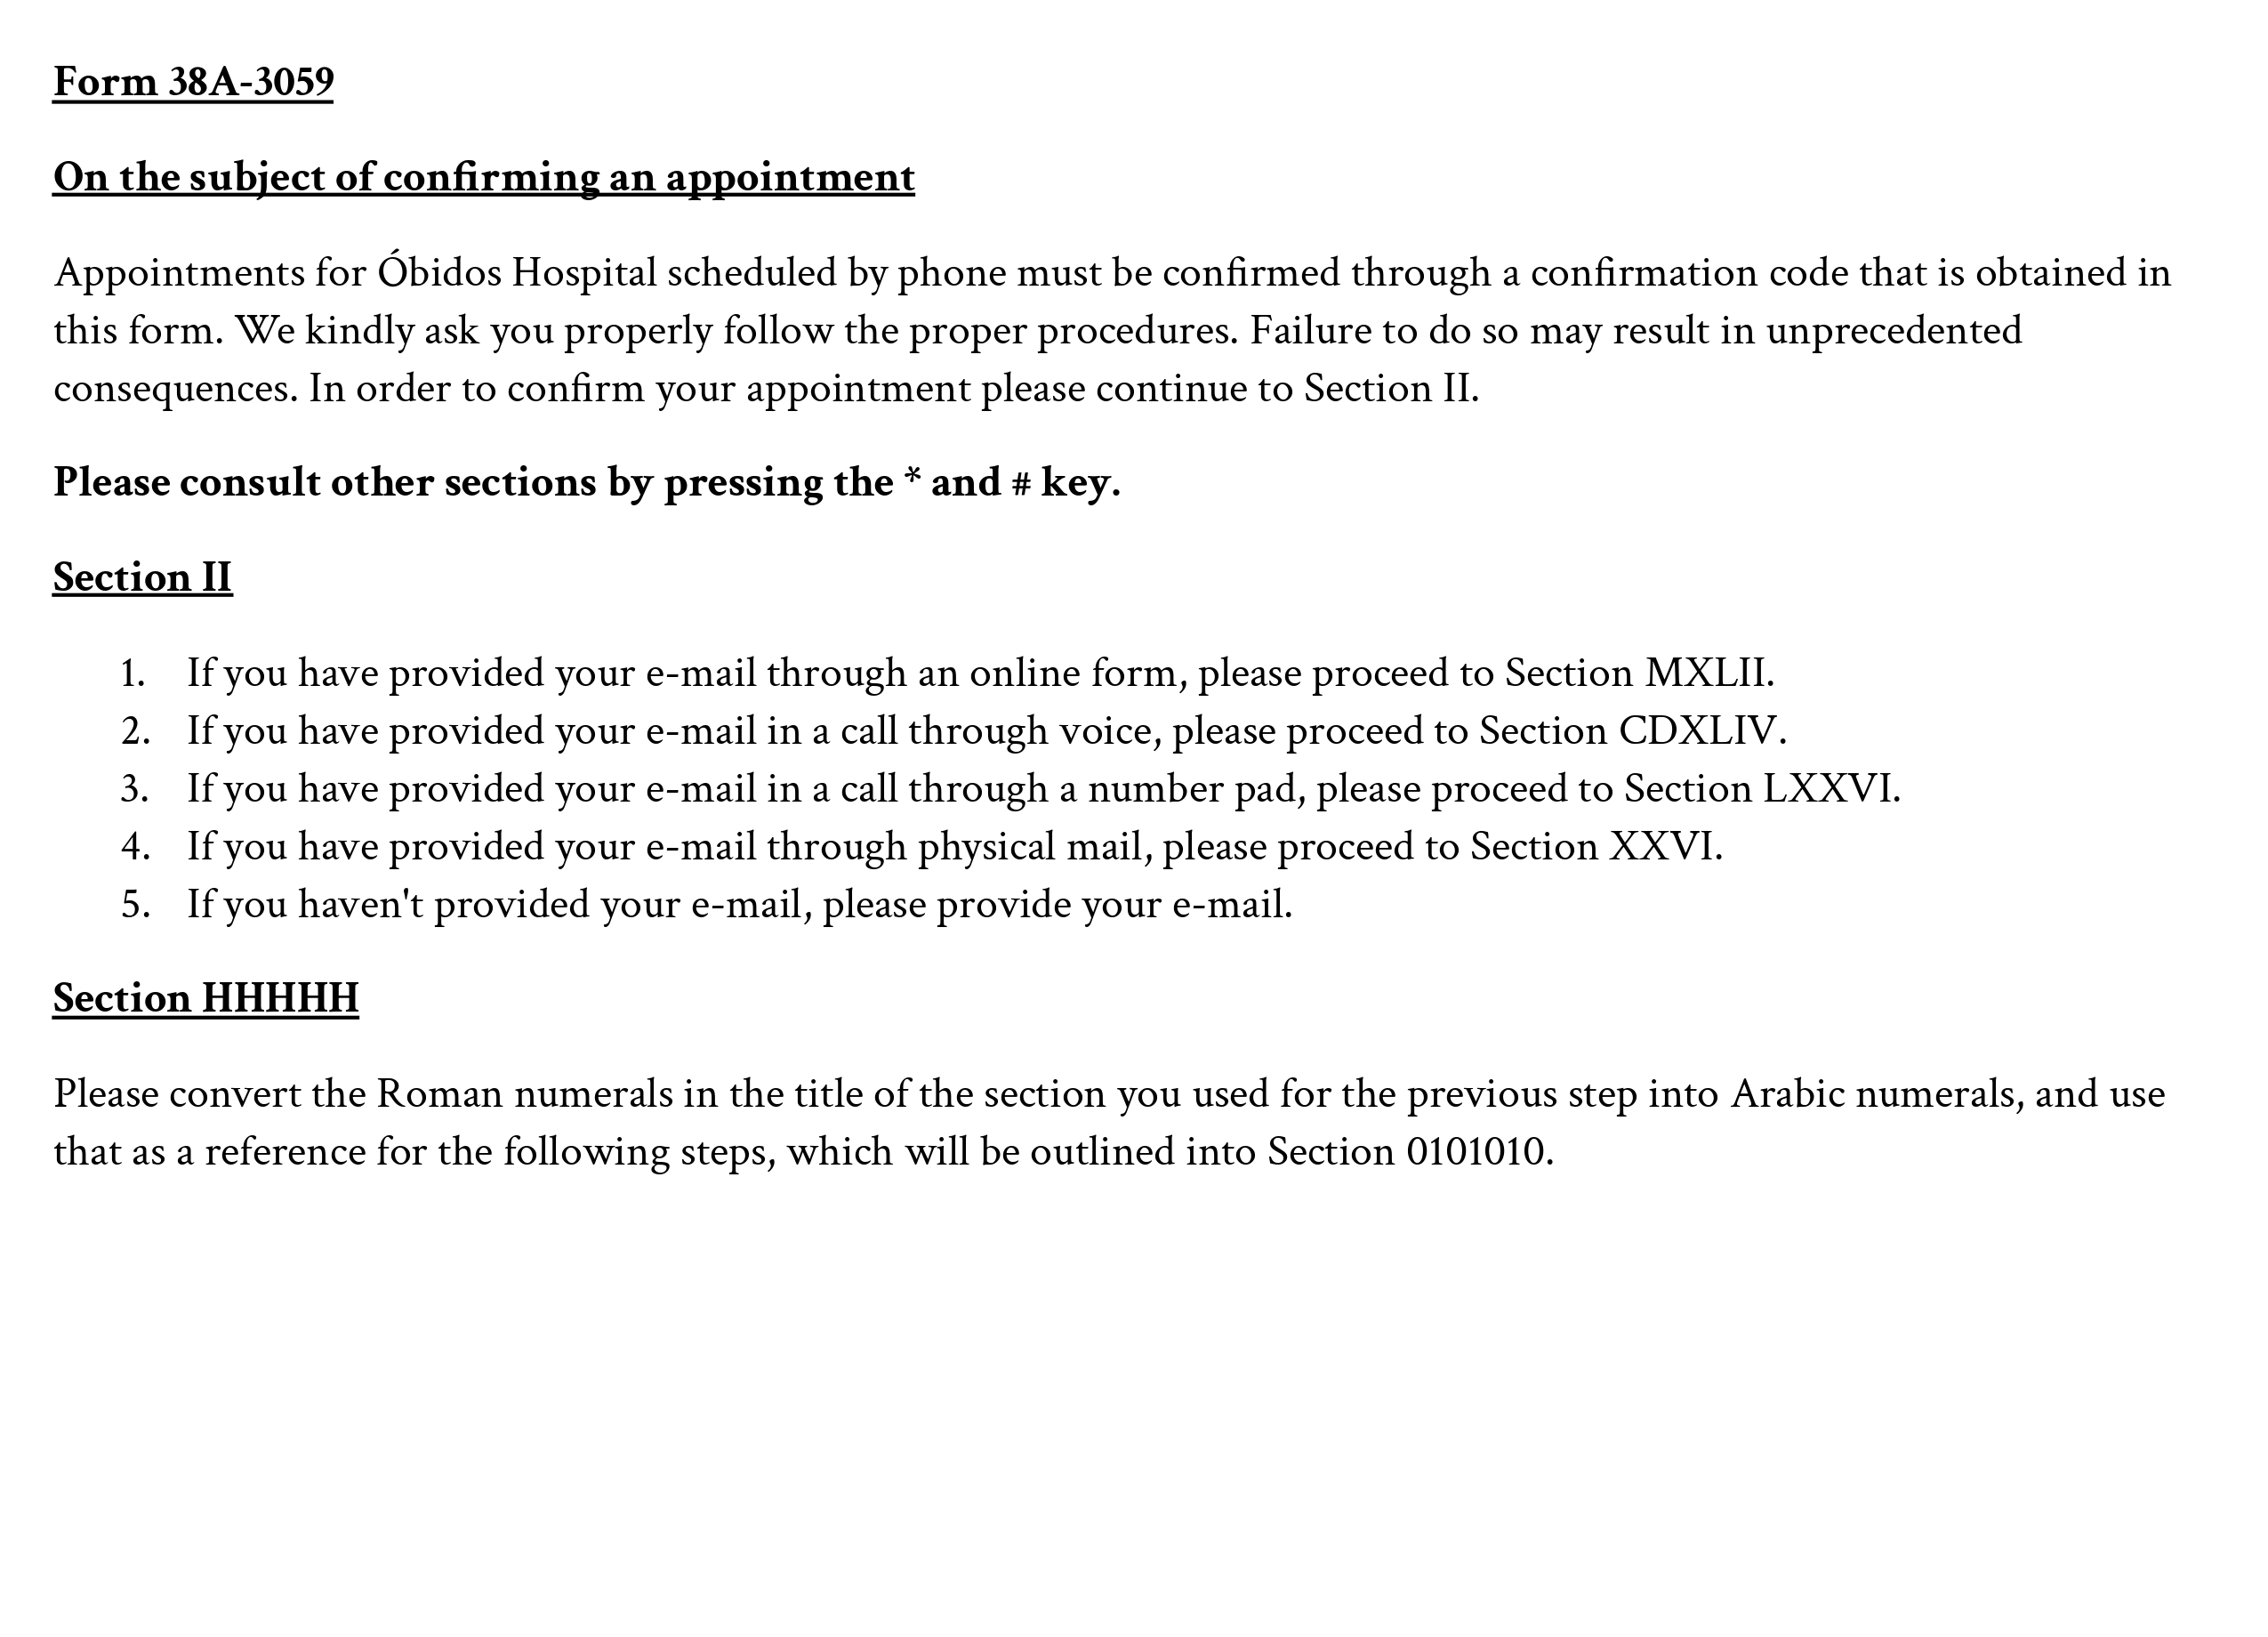 Form 38A-3059
On the subject of confirming an appointment
Appointments for Óbidos Hospital scheduled by phone must be confirmed through a confirmation code that is obtained in
this form. We kindly ask you properly follow the proper procedures. Failure to do so may result in unprecedented
consequences. In order to confirm your appointment please continue to Section II.
Please consult other sections by pressing the * and # key.
Section II
1. If you have provided your e-mail through an online form, please proceed to Section MXLII.
2. If you have provided your e-mail in a call through voice, please proceed to Section CDXLIV.
3. If you have provided your e-mail in a call through a number pad, please proceed to Section LXXVI.
4. If you have provided your e-mail through physical mail, please proceed to Section XXVI.
5. If you haven't provided your e-mail, please provide your e-mail.
Section HHHHH
Please convert the Roman numerals in the title of the section you used for the previous step into Arabic numerals, and use
that as a reference for the following steps, which will be outlined into Section 0101010.